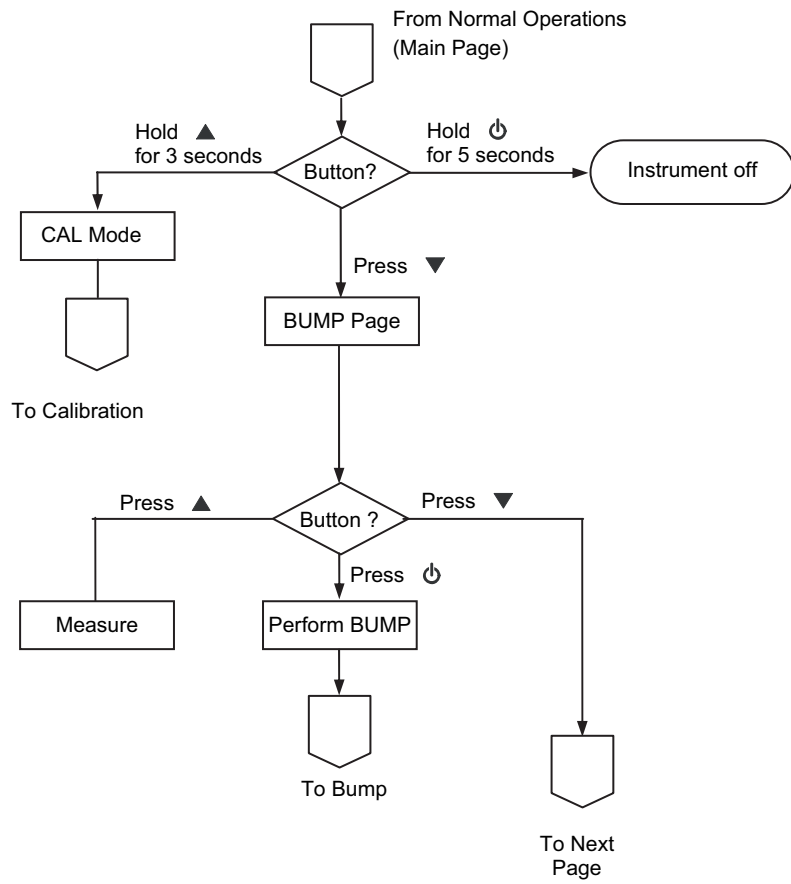 From Normal Operations
(Main Page)
Hold ▲
for 3 seconds
Button?
Hold ⏻
for 5 seconds
Instrument off
CAL Mode
Press ▼
BUMP Page
To Calibration
Press ▲
Button ?
Press ▼
Press ⏻
Measure
Perform BUMP
To Bump
To Next
Page